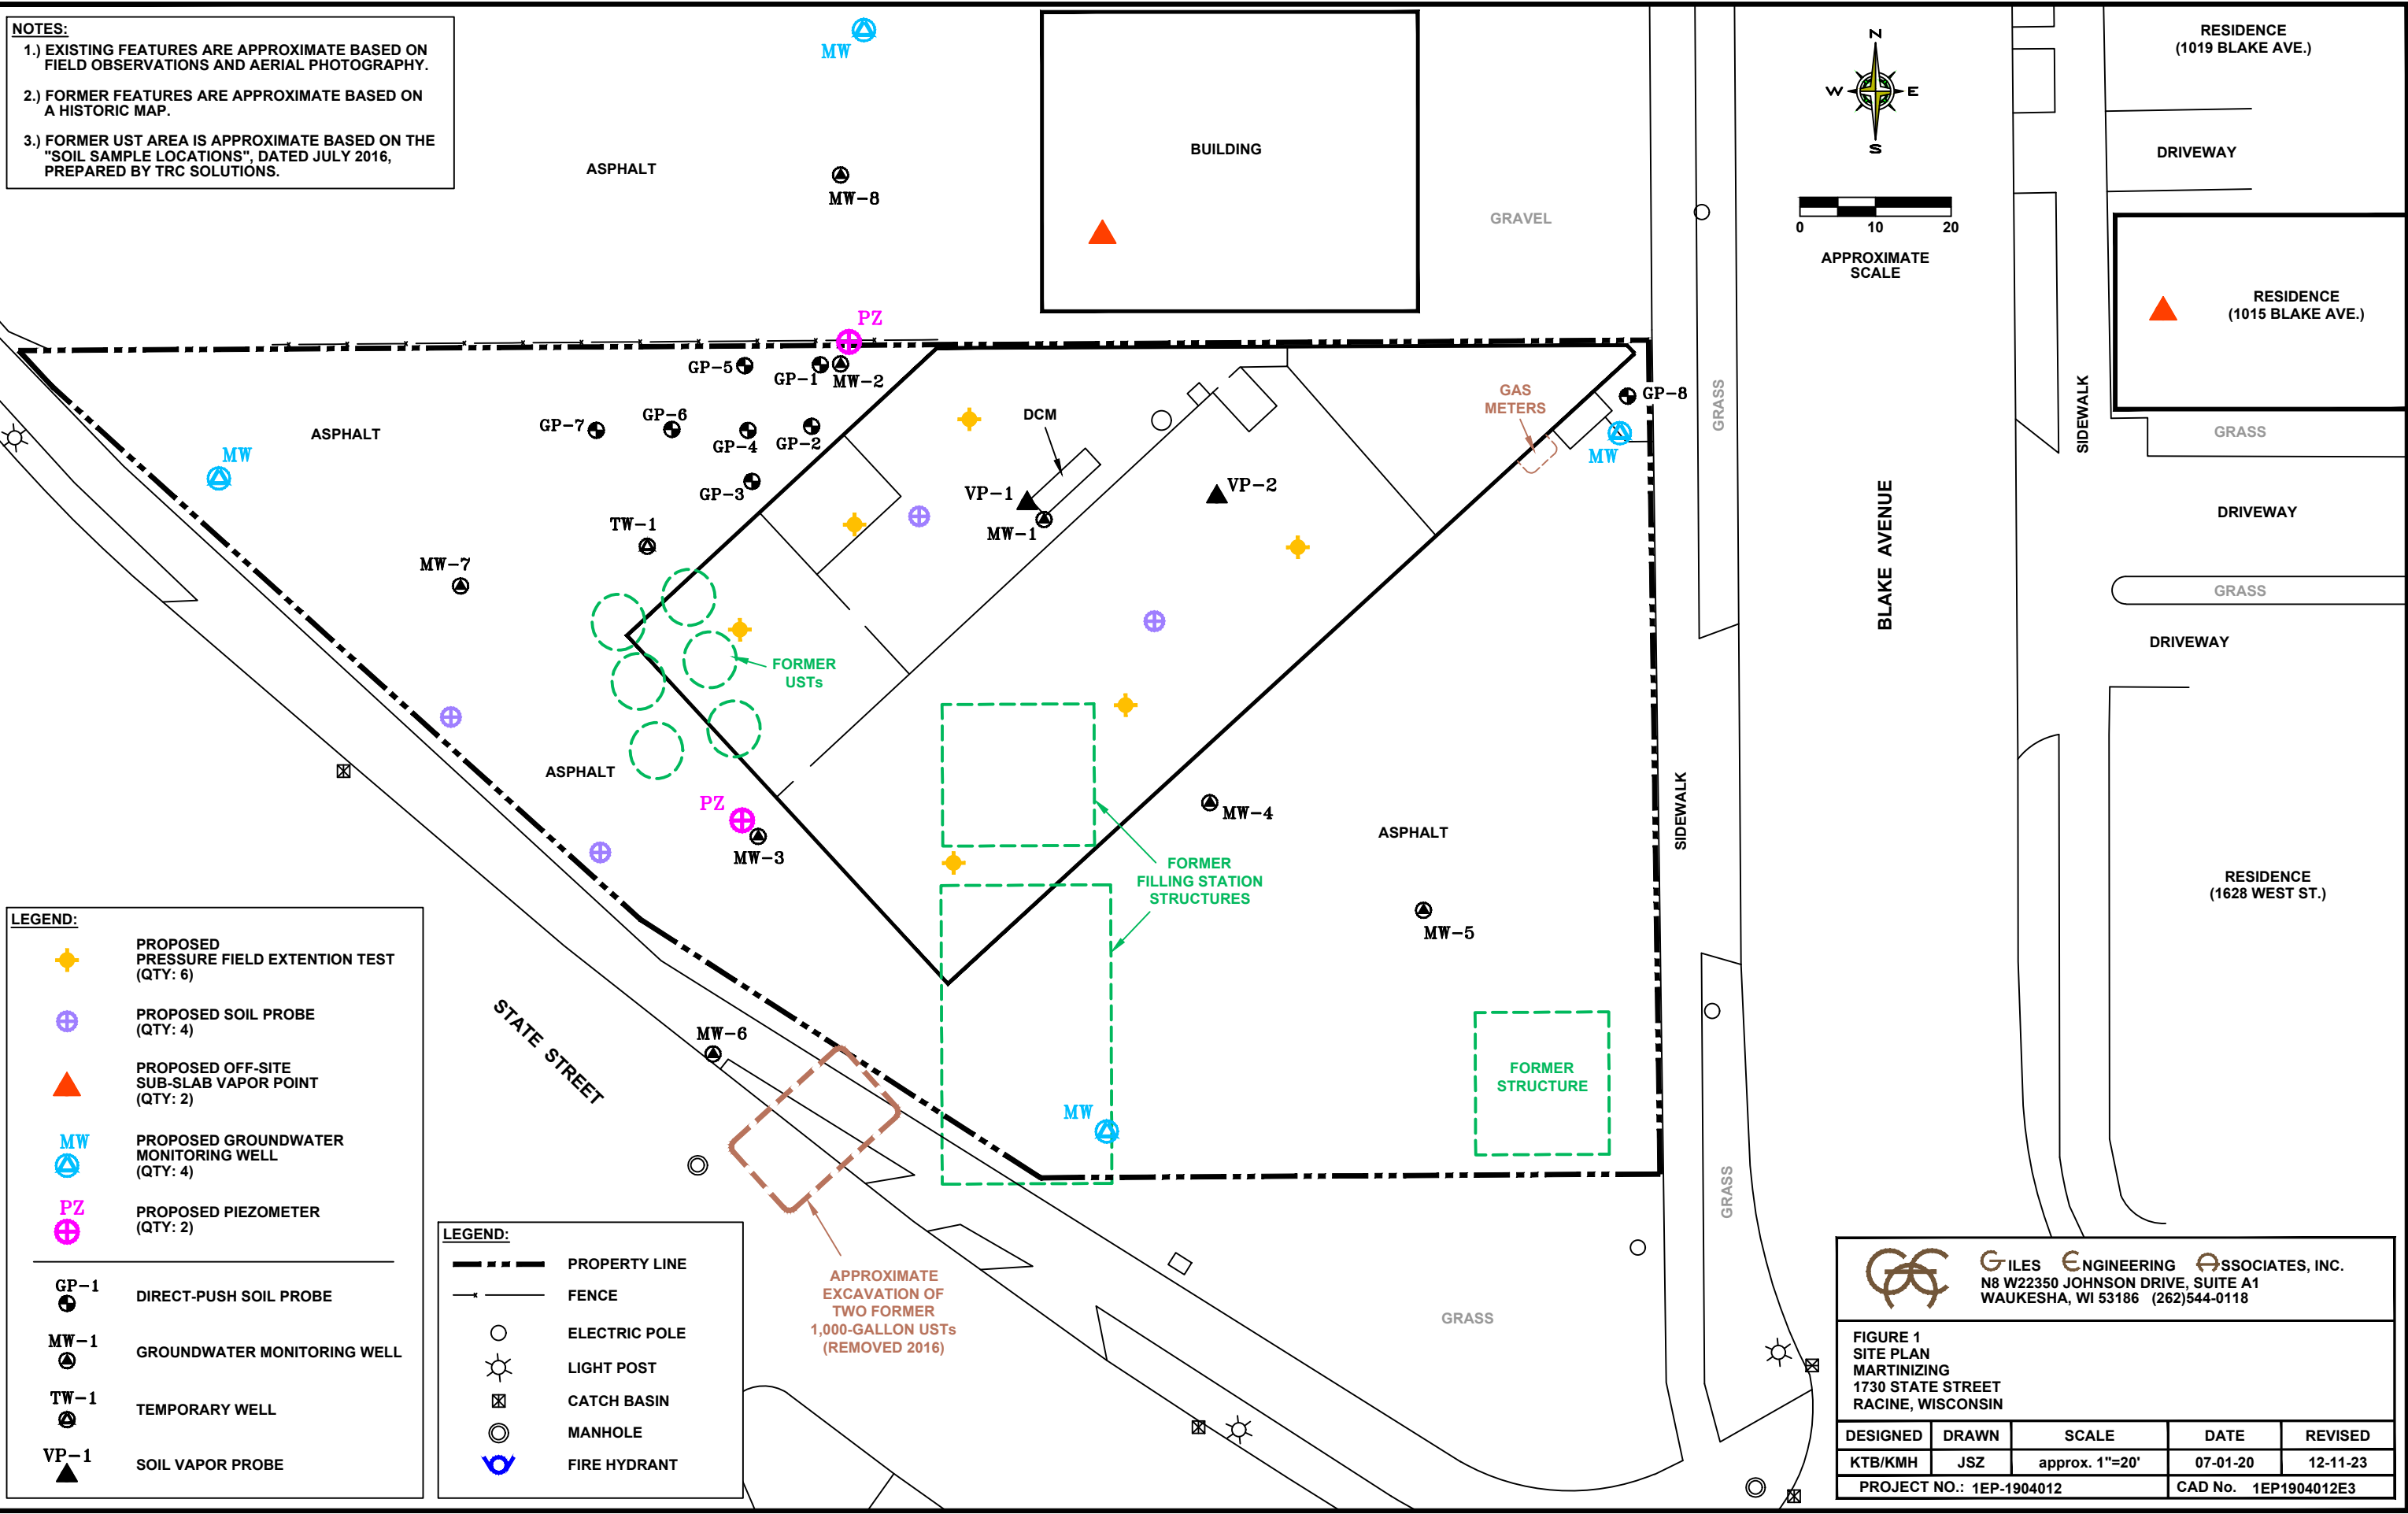 NOTES:
1.) EXISTING FEATURES ARE APPROXIMATE BASED ON
FIELD OBSERVATIONS AND AERIAL PHOTOGRAPHY.
2.) FORMER FEATURES ARE APPROXIMATE BASED ON
A HISTORIC MAP.
3.) FORMER UST AREA IS APPROXIMATE BASED ON THE
"SOIL SAMPLE LOCATIONS", DATED JULY 2016,
PREPARED BY TRC SOLUTIONS.
MW
ASPHALT
MW-8
BUILDING
GRAVEL
N
W
E
S
0 10 20
APPROXIMATE
SCALE
RESIDENCE
(1019 BLAKE AVE.)
DRIVEWAY
RESIDENCE
(1015 BLAKE AVE.)
GRASS
SIDEWALK
DRIVEWAY
GRASS
DRIVEWAY
BLAKE AVENUE
RESIDENCE
(1628 WEST ST.)
PZ
GP-5
GP-1
MW-2
GP-7
GP-6
GP-4
GP-2
GP-3
ASPHALT
MW
TW-1
MW-7
DCM
VP-1
MW-1
VP-2
GAS
METERS
GP-8
MW
GRASS
FORMER
USTs
ASPHALT
PZ
MW-3
MW-4
ASPHALT
SIDEWALK
FORMER
FILLING STATION
STRUCTURES
MW-5
STATE STREET
MW-6
MW
FORMER
STRUCTURE
GRASS
APPROXIMATE
EXCAVATION OF
TWO FORMER
1,000-GALLON USTs
(REMOVED 2016)
GRASS
LEGEND:
PROPOSED
PRESSURE FIELD EXTENTION TEST
(QTY: 6)
PROPOSED SOIL PROBE
(QTY: 4)
PROPOSED OFF-SITE
SUB-SLAB VAPOR POINT
(QTY: 2)
MW
PROPOSED GROUNDWATER
MONITORING WELL
(QTY: 4)
PZ
PROPOSED PIEZOMETER
(QTY: 2)
GP-1
DIRECT-PUSH SOIL PROBE
MW-1
GROUNDWATER MONITORING WELL
TW-1
TEMPORARY WELL
VP-1
SOIL VAPOR PROBE
LEGEND:
PROPERTY LINE
FENCE
ELECTRIC POLE
LIGHT POST
CATCH BASIN
MANHOLE
FIRE HYDRANT
GILES ENGINEERING ASSOCIATES, INC.
N8 W22350 JOHNSON DRIVE, SUITE A1
WAUKESHA, WI 53186 (262)544-0118
FIGURE 1
SITE PLAN
MARTINIZING
1730 STATE STREET
RACINE, WISCONSIN
DESIGNED DRAWN SCALE DATE REVISED
KTB/KMH JSZ approx. 1"=20' 07-01-20 12-11-23
PROJECT NO.: 1EP-1904012 CAD No. 1EP1904012E3